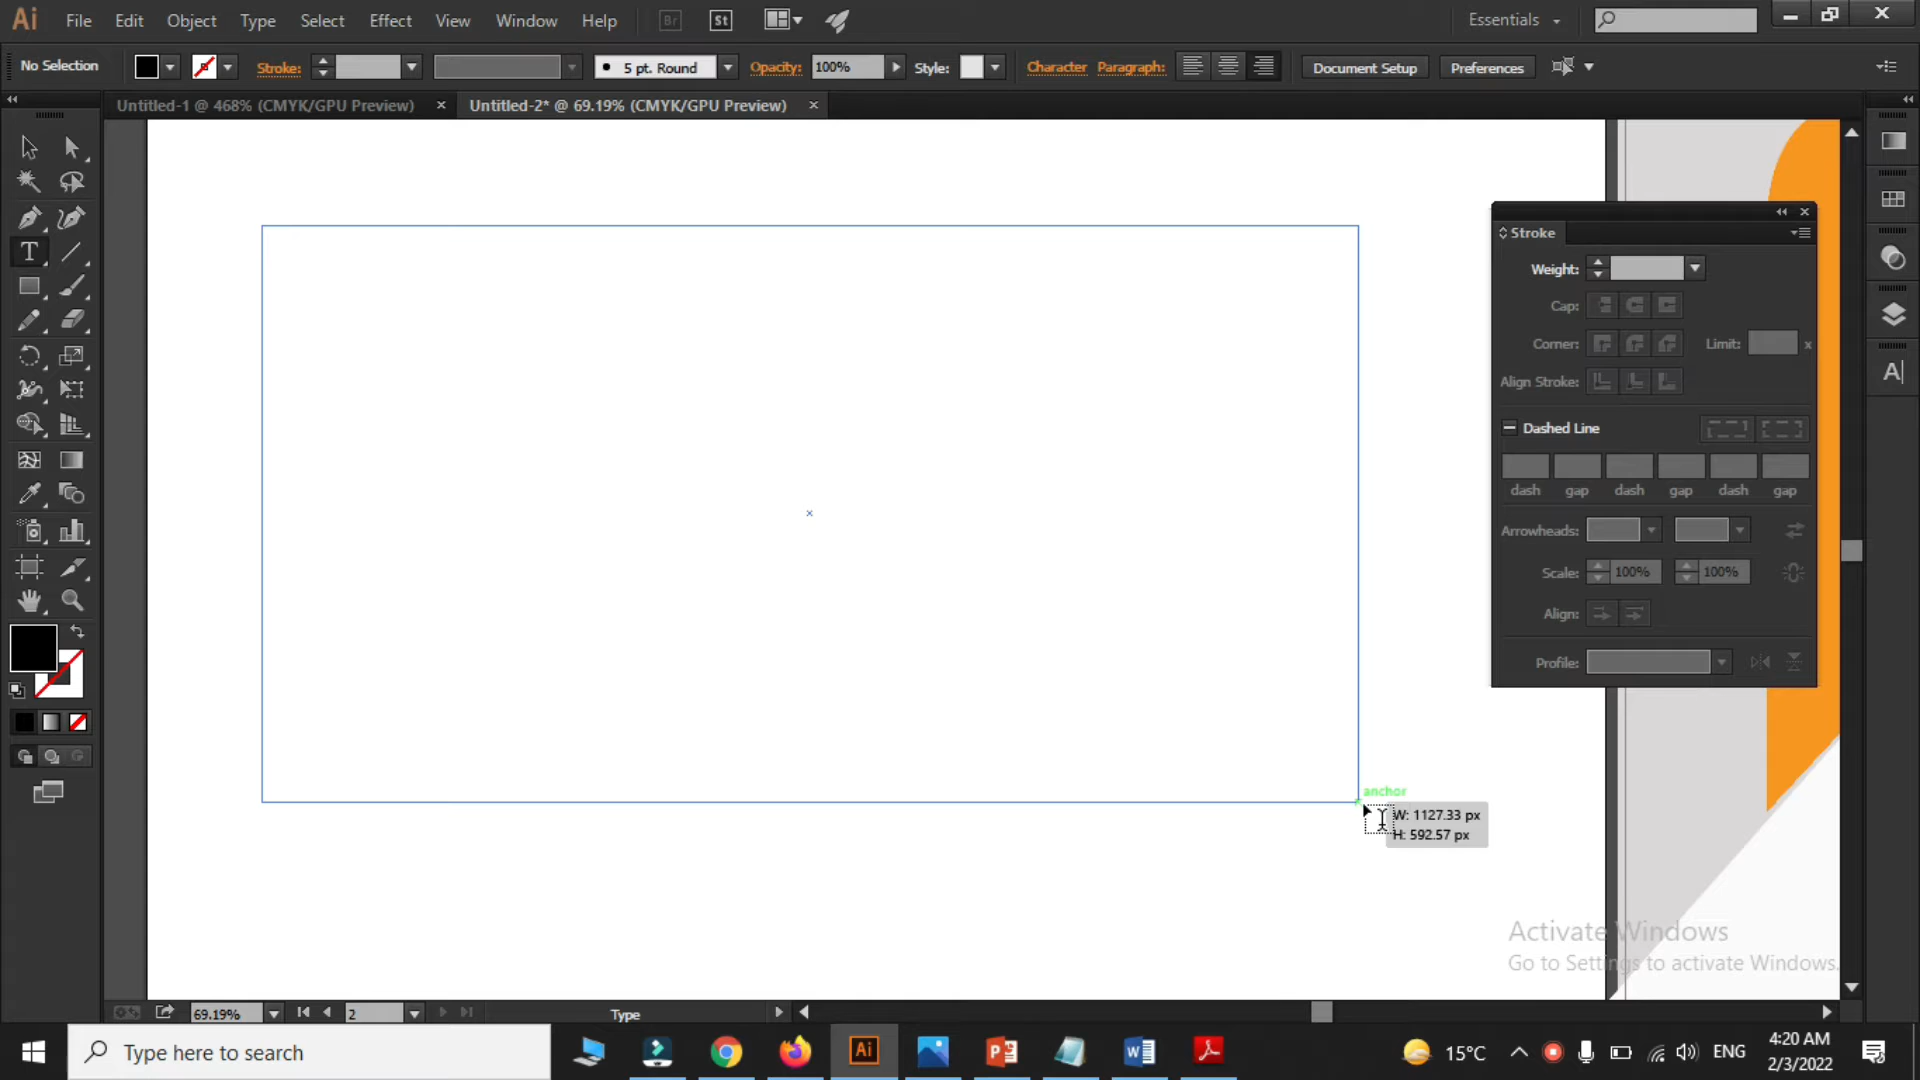 Ai File Edit Object Type Select Effect View Window Help Br St Essentials
No Selection Stroke: 5 pt. Round Opacity: 100% Style: Character Paragraph: Document Setup Preferences
Untitled-1 @ 468% (CMYK/GPU Preview) × Untitled-2* @ 69.19% (CMYK/GPU Preview) ×
Stroke
Weight:
Cap:
Corner: Limit: x
Align Stroke:
Dashed Line
dash gap dash gap dash gap
Arrowheads:
Scale: 100% 100%
Align:
Profile:
anchor
W: 1127.33 px
H: 592.57 px
Activate Windows
Go to Settings to activate Windows.
69.19% 2 Type
Type here to search Ai 15°C ENG 4:20 AM
2/3/2022